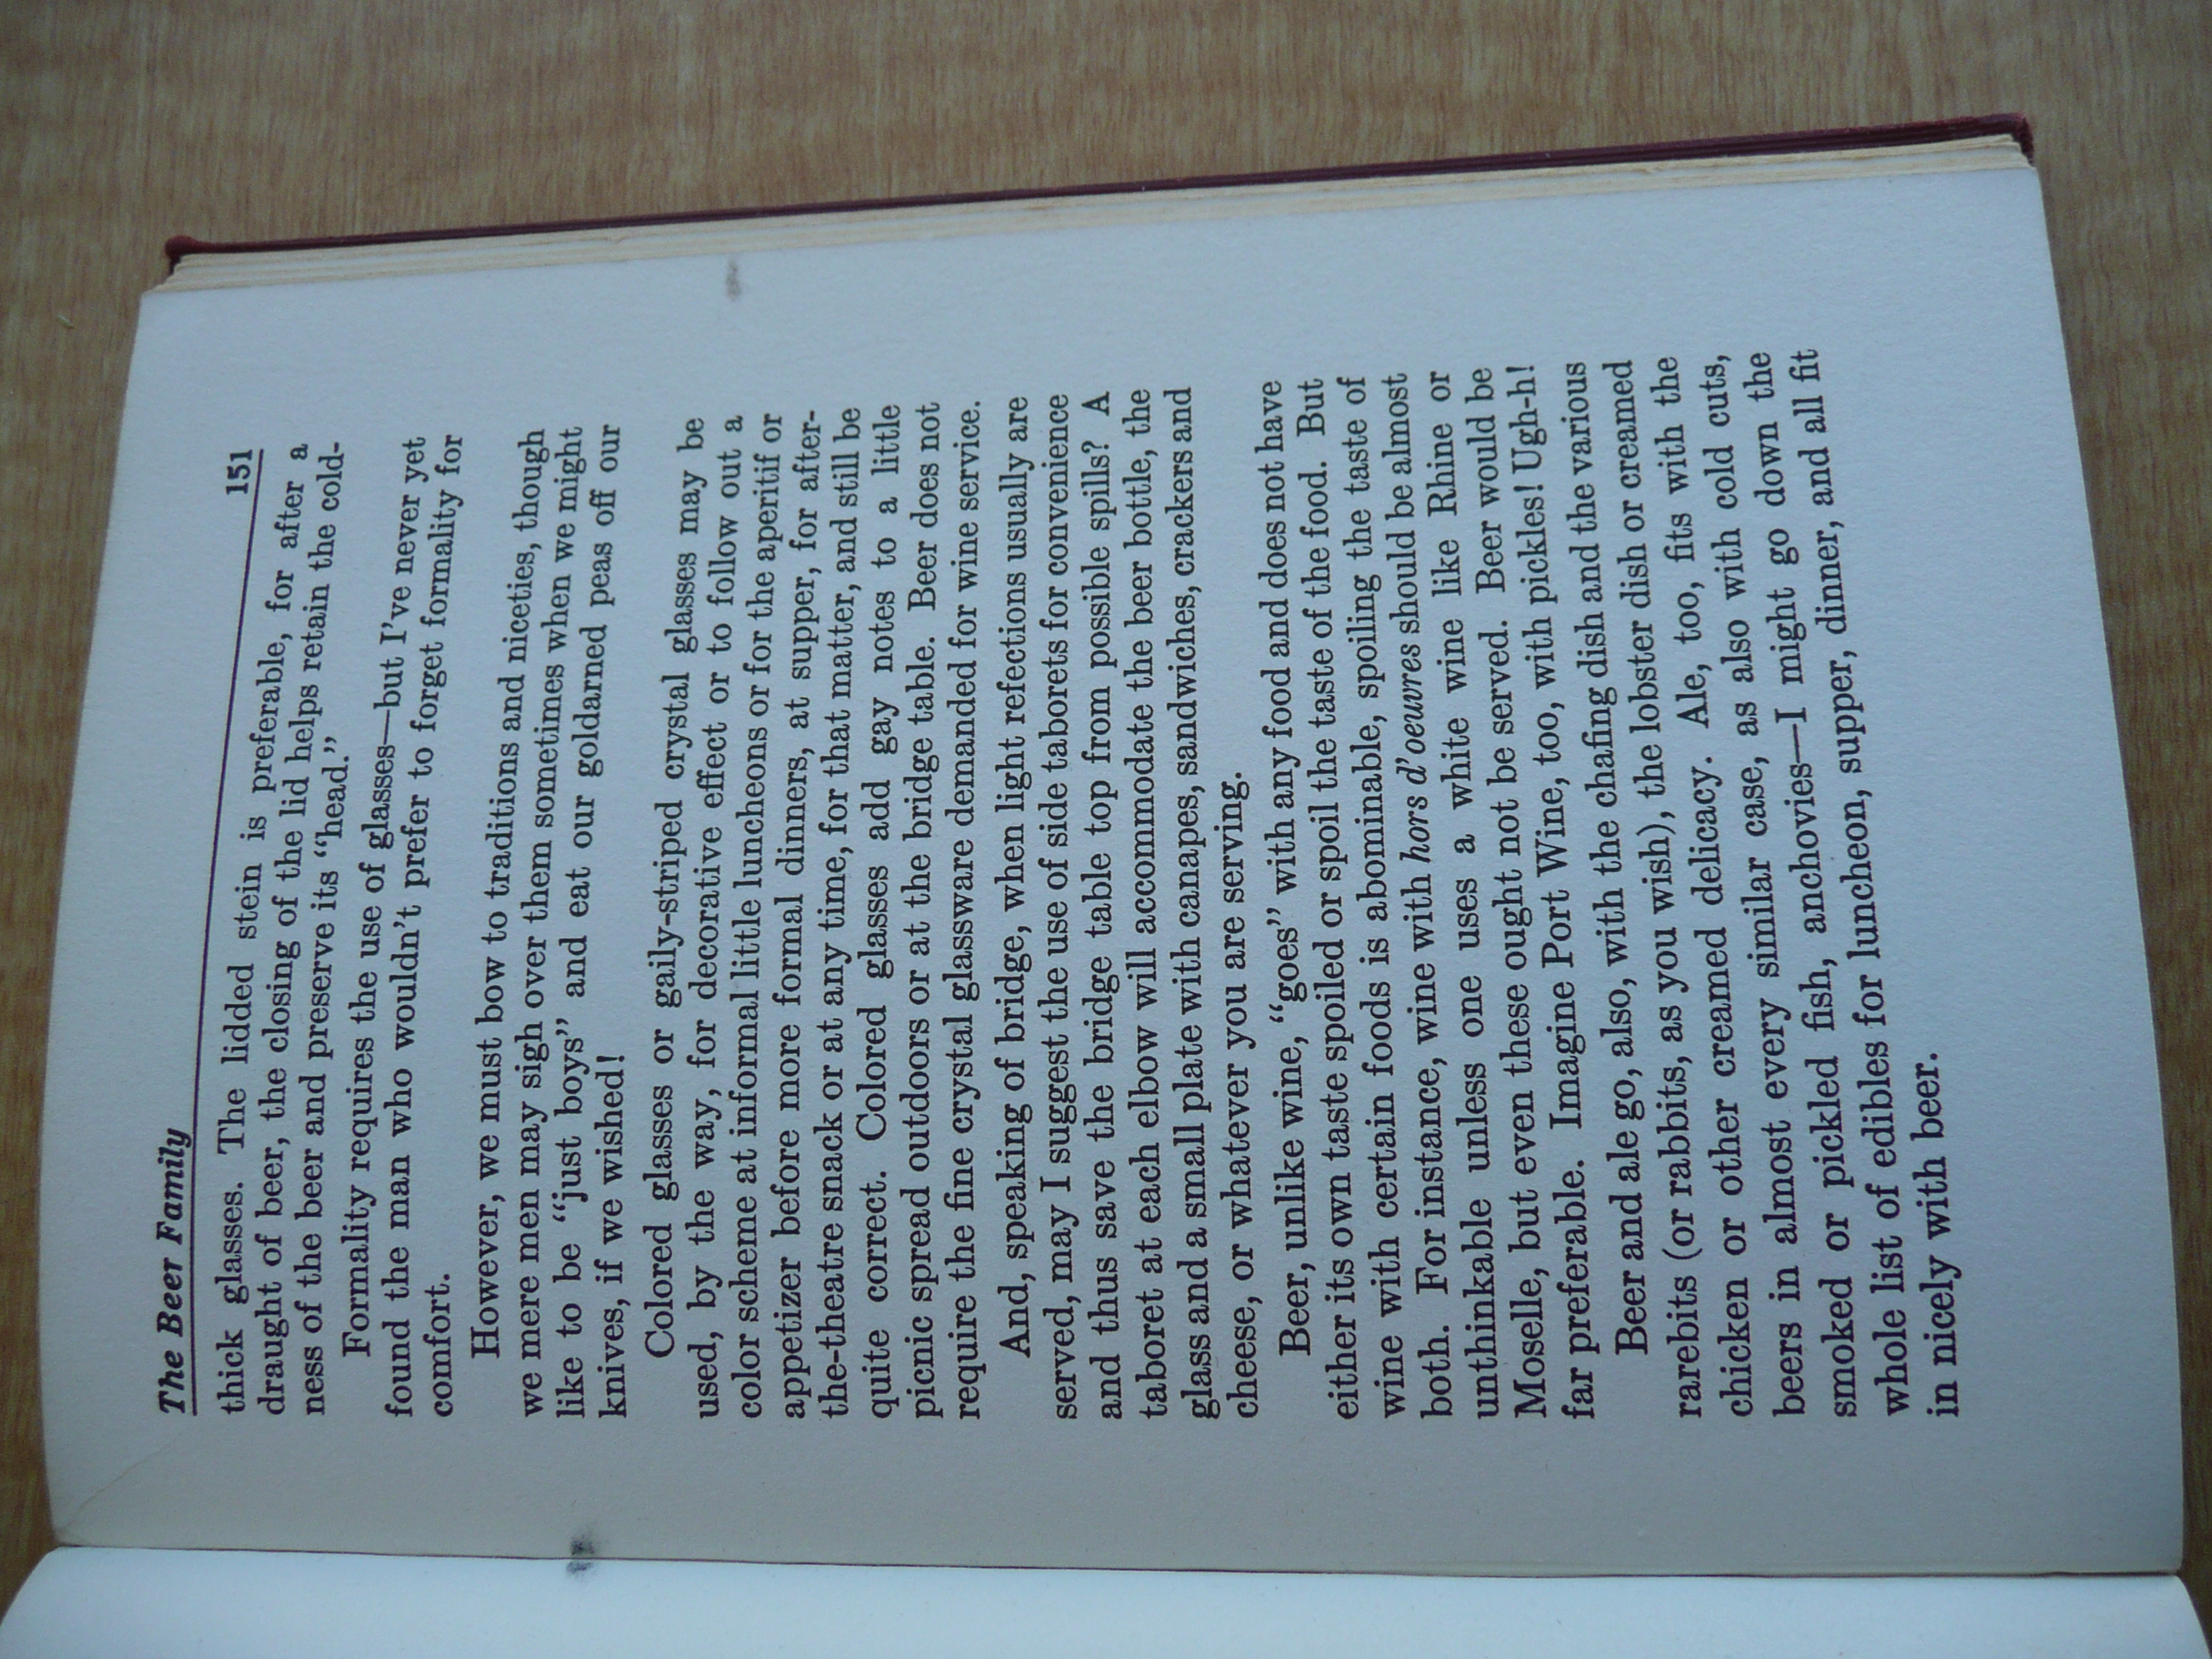 The Beer Family 151
thick glasses. The lidded stein is preferable, for after a
draught of beer, the closing of the lid helps retain the cold-
ness of the beer and preserve its “head.”
Formality requires the use of glasses—but I’ve never yet
found the man who wouldn’t prefer to forget formality for
comfort.
However, we must bow to traditions and niceties, though
we mere men may sigh over them sometimes when we might
like to be “just boys” and eat our goldarned peas off our
knives, if we wished!
Colored glasses or gaily-striped crystal glasses may be
used, by the way, for decorative effect or to follow out a
color scheme at informal little luncheons or for the aperitif or
appetizer before more formal dinners, at supper, for after-
the-theatre snack or at any time, for that matter, and still be
quite correct. Colored glasses add gay notes to a little
picnic spread outdoors or at the bridge table. Beer does not
require the fine crystal glassware demanded for wine service.
And, speaking of bridge, when light refections usually are
served, may I suggest the use of side taborets for convenience
and thus save the bridge table top from possible spills? A
taboret at each elbow will accommodate the beer bottle, the
glass and a small plate with canapes, sandwiches, crackers and
cheese, or whatever you are serving.
Beer, unlike wine, “goes” with any food and does not have
either its own taste spoiled or spoil the taste of the food. But
wine with certain foods is abominable, spoiling the taste of
both. For instance, wine with hors d’oeuvres should be almost
unthinkable unless one uses a white wine like Rhine or
Moselle, but even these ought not be served. Beer would be
far preferable. Imagine Port Wine, too, with pickles! Ugh-h!
Beer and ale go, also, with the chafing dish and the various
rarebits (or rabbits, as you wish), the lobster dish or creamed
chicken or other creamed delicacy. Ale, too, fits with the
beers in almost every similar case, as also with cold cuts,
smoked or pickled fish, anchovies—I might go down the
whole list of edibles for luncheon, supper, dinner, and all fit
in nicely with beer.